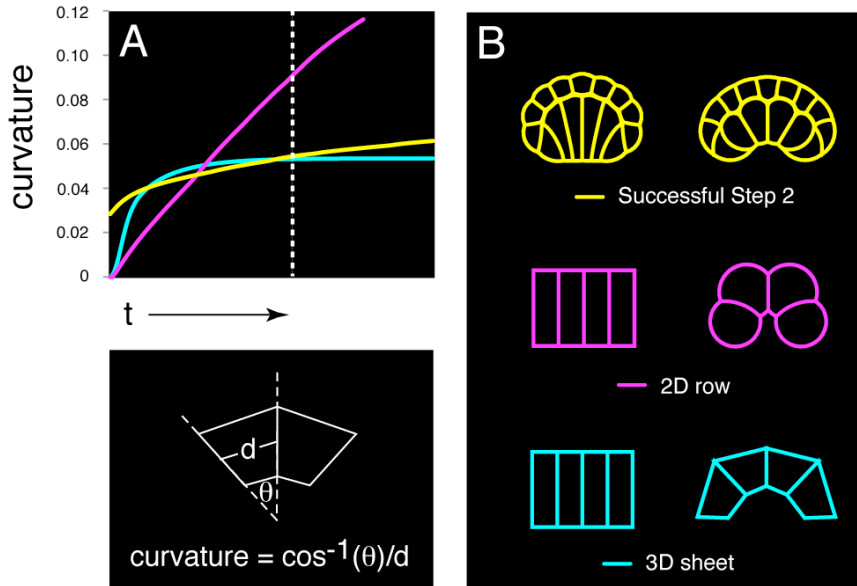 A
curvature
0.12
0.10
0.08
0.06
0.04
0.02
0
t
d
θ
curvature = cos⁻¹(θ)/d
B
Successful Step 2
2D row
3D sheet